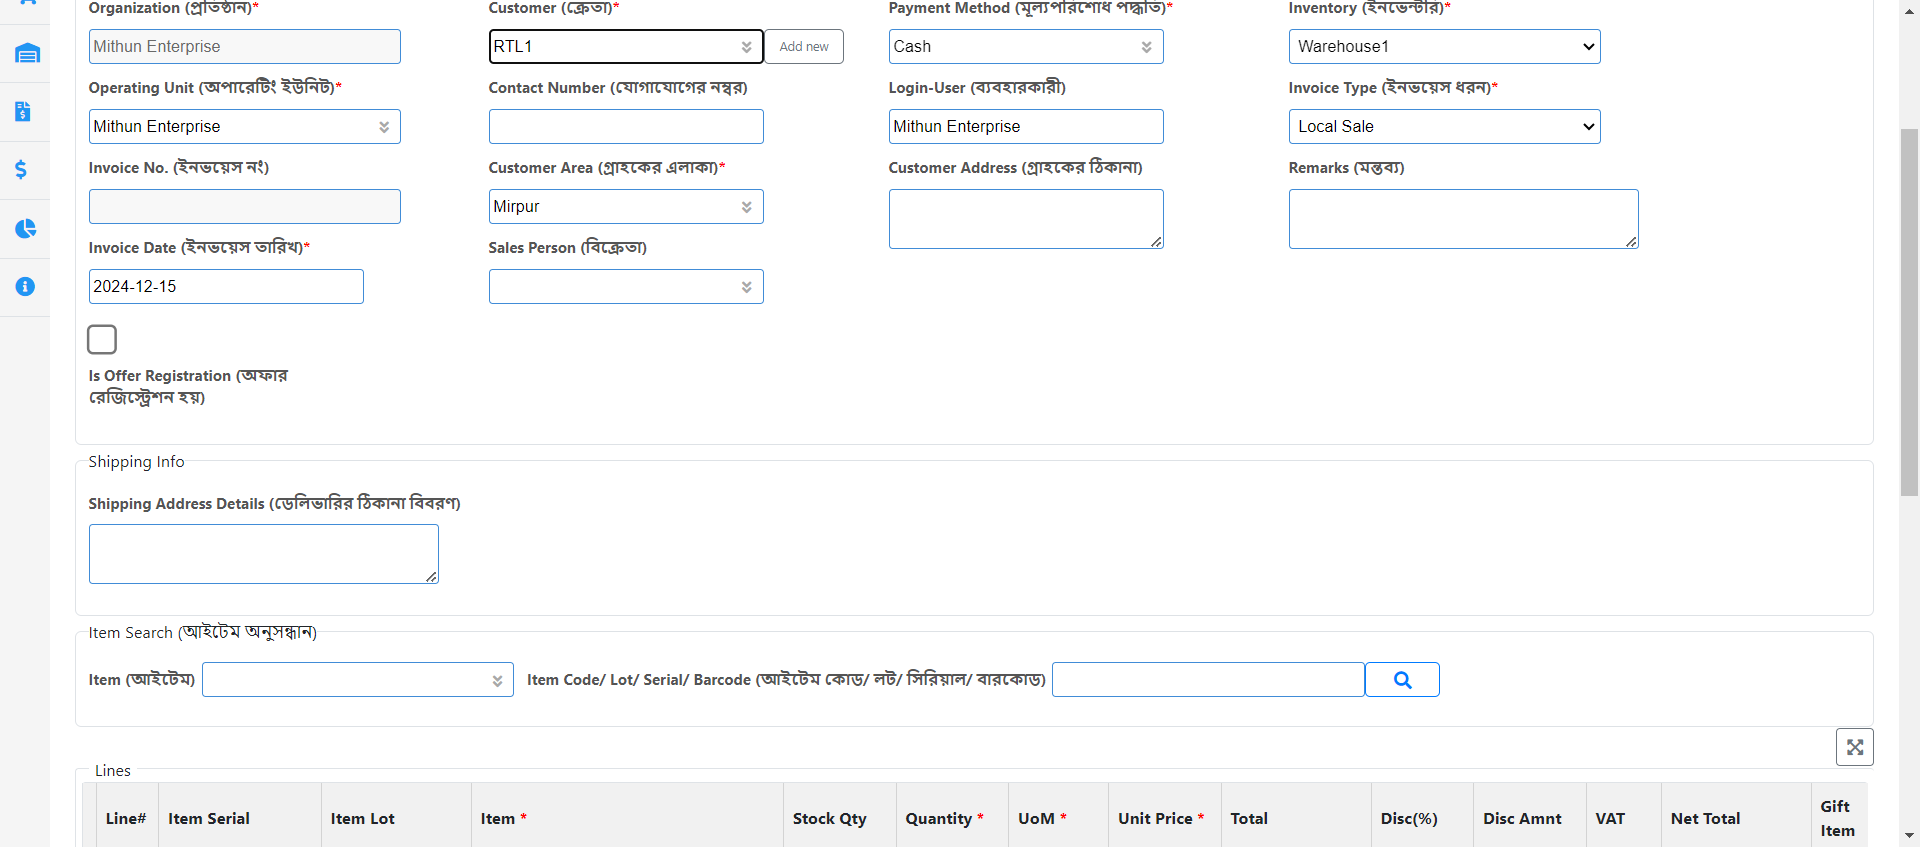 Organization (প্রতিষ্ঠান)* Customer (ক্রেতা)* Payment Method (মূল্যপরিশোধ পদ্ধতি)* Inventory (ইনভেন্টরি)*
Mithun Enterprise RTL1 Add new Cash Warehouse1
Operating Unit (অপারেটিং ইউনিট)* Contact Number (যোগাযোগের নম্বর) Login-User (ব্যবহারকারী) Invoice Type (ইনভয়েস ধরন)*
Mithun Enterprise Mithun Enterprise Local Sale
Invoice No. (ইনভয়েস নং) Customer Area (গ্রাহকের এলাকা)* Customer Address (গ্রাহকের ঠিকানা) Remarks (মন্তব্য)
Mirpur
Invoice Date (ইনভয়েস তারিখ)* Sales Person (বিক্রেতা)
2024-12-15
Is Offer Registration (অফার
রেজিস্ট্রেশন হয়)
Shipping Info
Shipping Address Details (ডেলিভারির ঠিকানা বিবরণ)
Item Search (আইটেম অনুসন্ধান)
Item (আইটেম) Item Code/ Lot/ Serial/ Barcode (আইটেম কোড/ লট/ সিরিয়াল/ বারকোড)
Lines
Line# Item Serial Item Lot Item * Stock Qty Quantity * UoM * Unit Price * Total Disc(%) Disc Amnt VAT Net Total Gift
Item